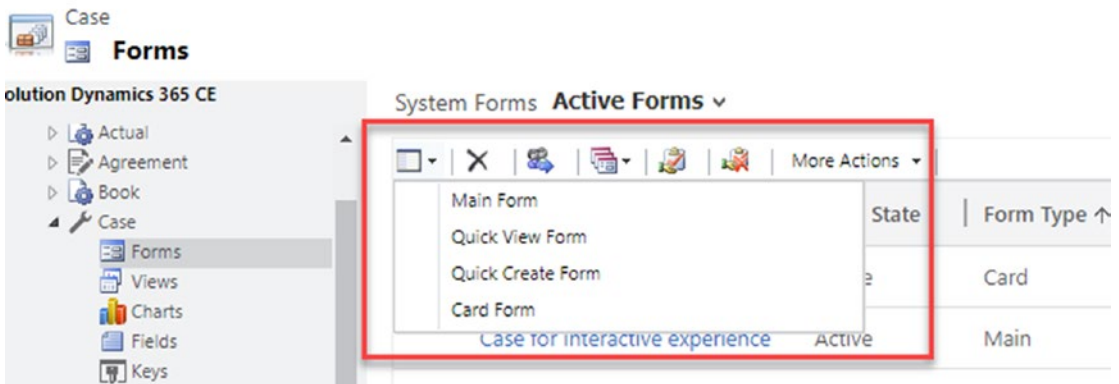 Case
Forms
olution Dynamics 365 CE
Actual
Agreement
Book
Case
Forms
Views
Charts
Fields
Keys
System Forms Active Forms
More Actions
Main Form
Quick View Form
Quick Create Form
Card Form
State Form Type
Card
Case for interactive experience Active Main